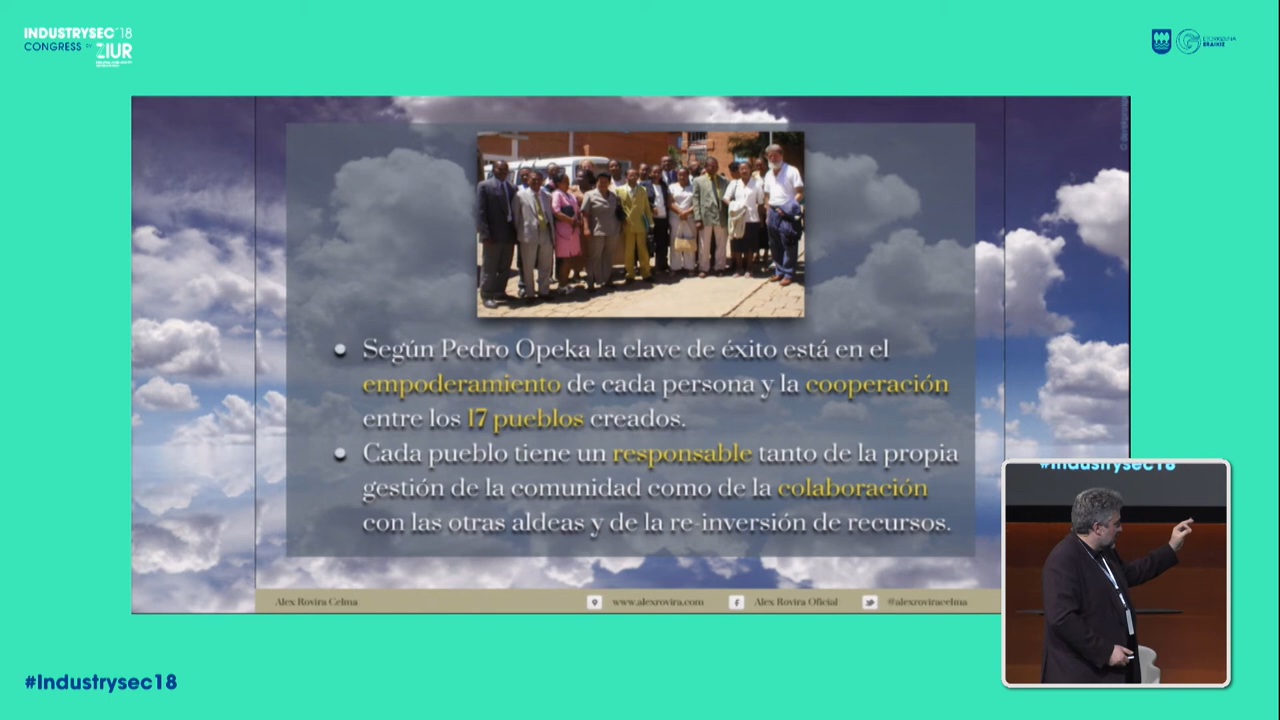 INDUSTRYSEC'18
CONGRESS BY ZIUR
Según Pedro Opeka la clave de éxito está en el
empoderamiento de cada persona y la cooperación
entre los 17 pueblos creados.
Cada pueblo tiene un responsable tanto de la propia
gestión de la comunidad como de la colaboración
con las otras aldeas y de la re-inversión de recursos.
Alex Rovira Celma
www.alexrovira.com
Alex Rovira Oficial
@alexroviracelma
#industrysec18
#Industrysec18